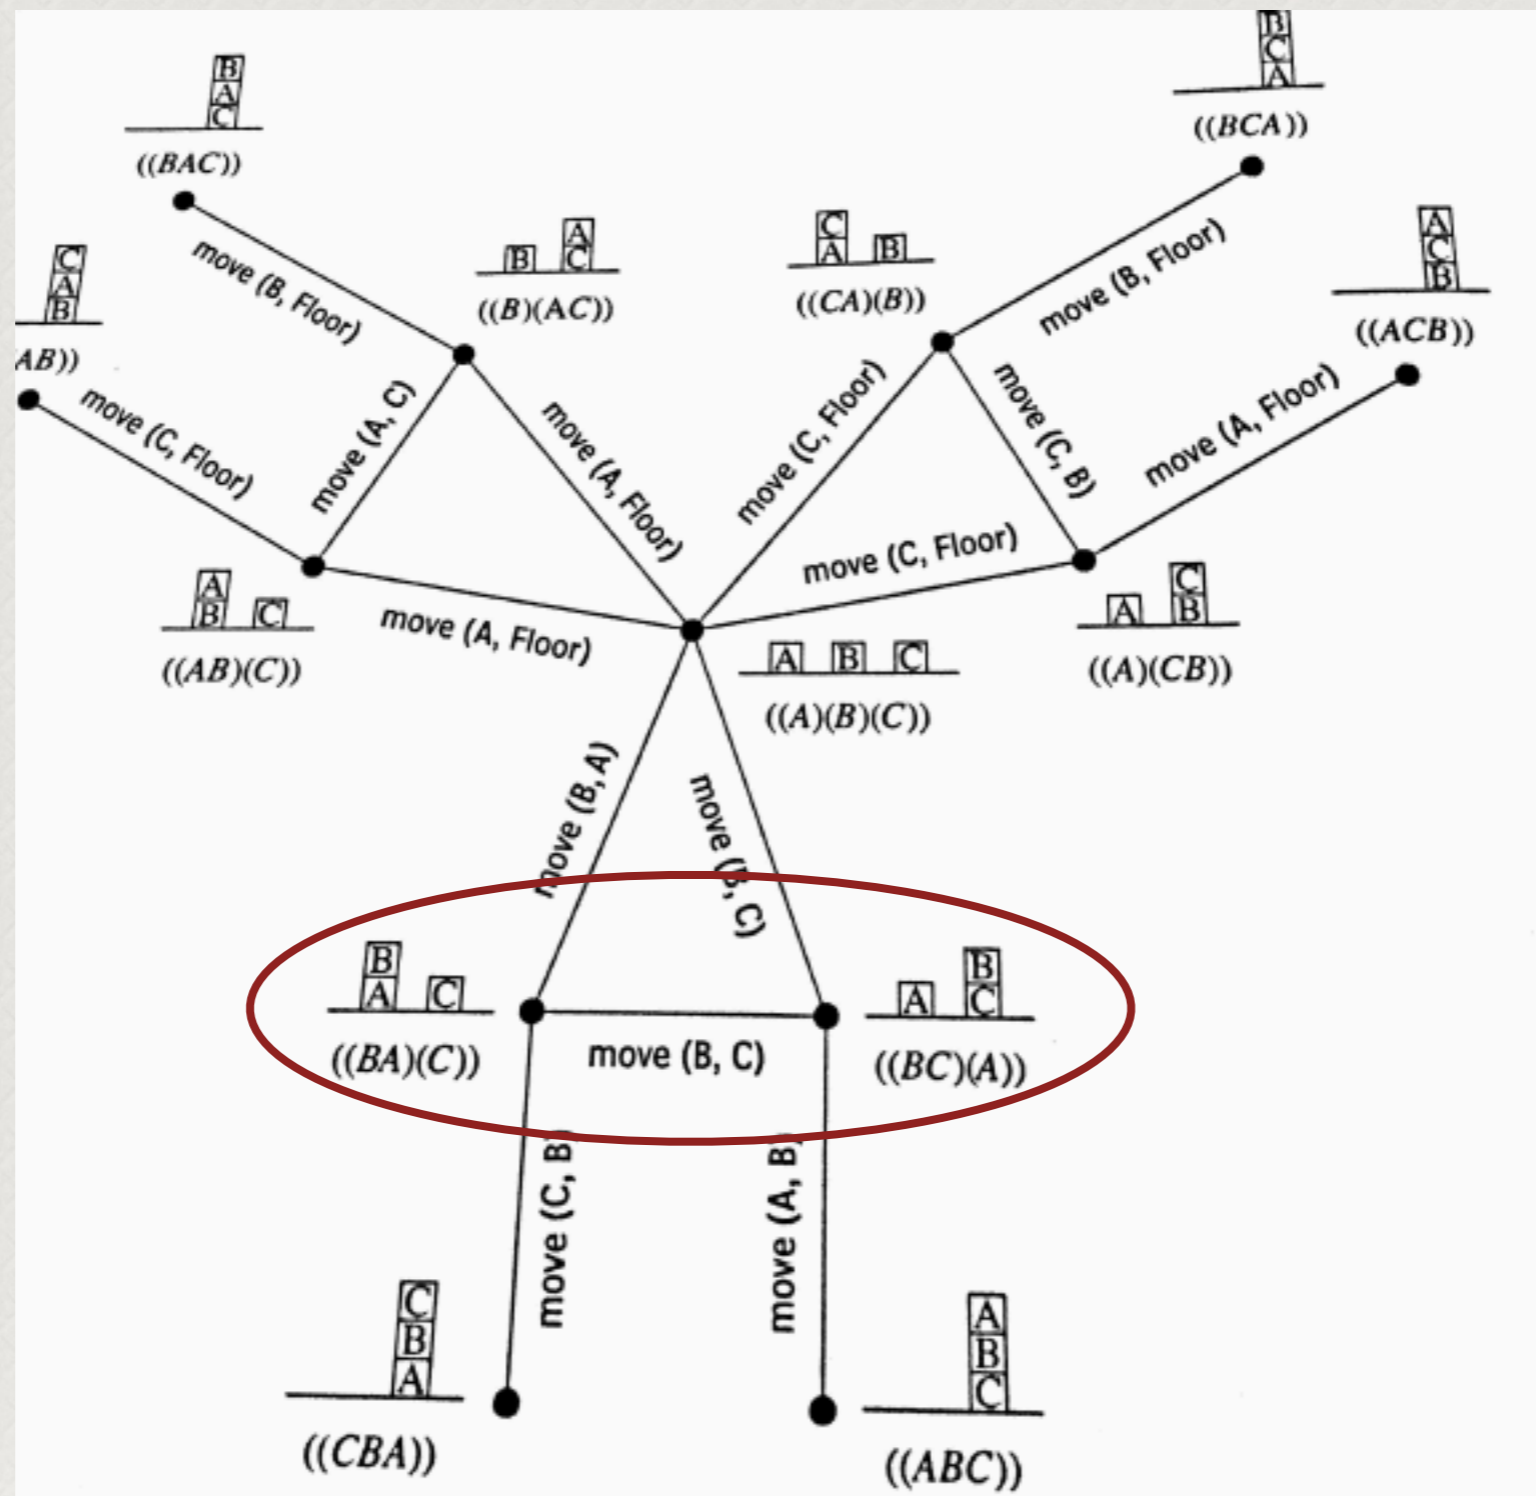 B
A
C
((BAC))
B
C
A
((BCA))
move (B, Floor)
C
A
B
AB))
move (C, Floor)
B
A
C
((B)(AC))
move (A, C)
move (A, Floor)
C
A
B
((CA)(B))
move (B, Floor)
A
C
B
((ACB))
move (C, Floor)
move (C, B)
move (A, Floor)
A
B
C
((AB)(C))
move (A, Floor)
move (C, Floor)
A
B
C
((A)(B)(C))
A
C
B
((A)(CB))
move (B, A)
move (B, C)
B
A
C
((BA)(C))
move (B, C)
A
B
C
((BC)(A))
move (C, B)
move (A, B)
C
B
A
((CBA))
A
B
C
((ABC))